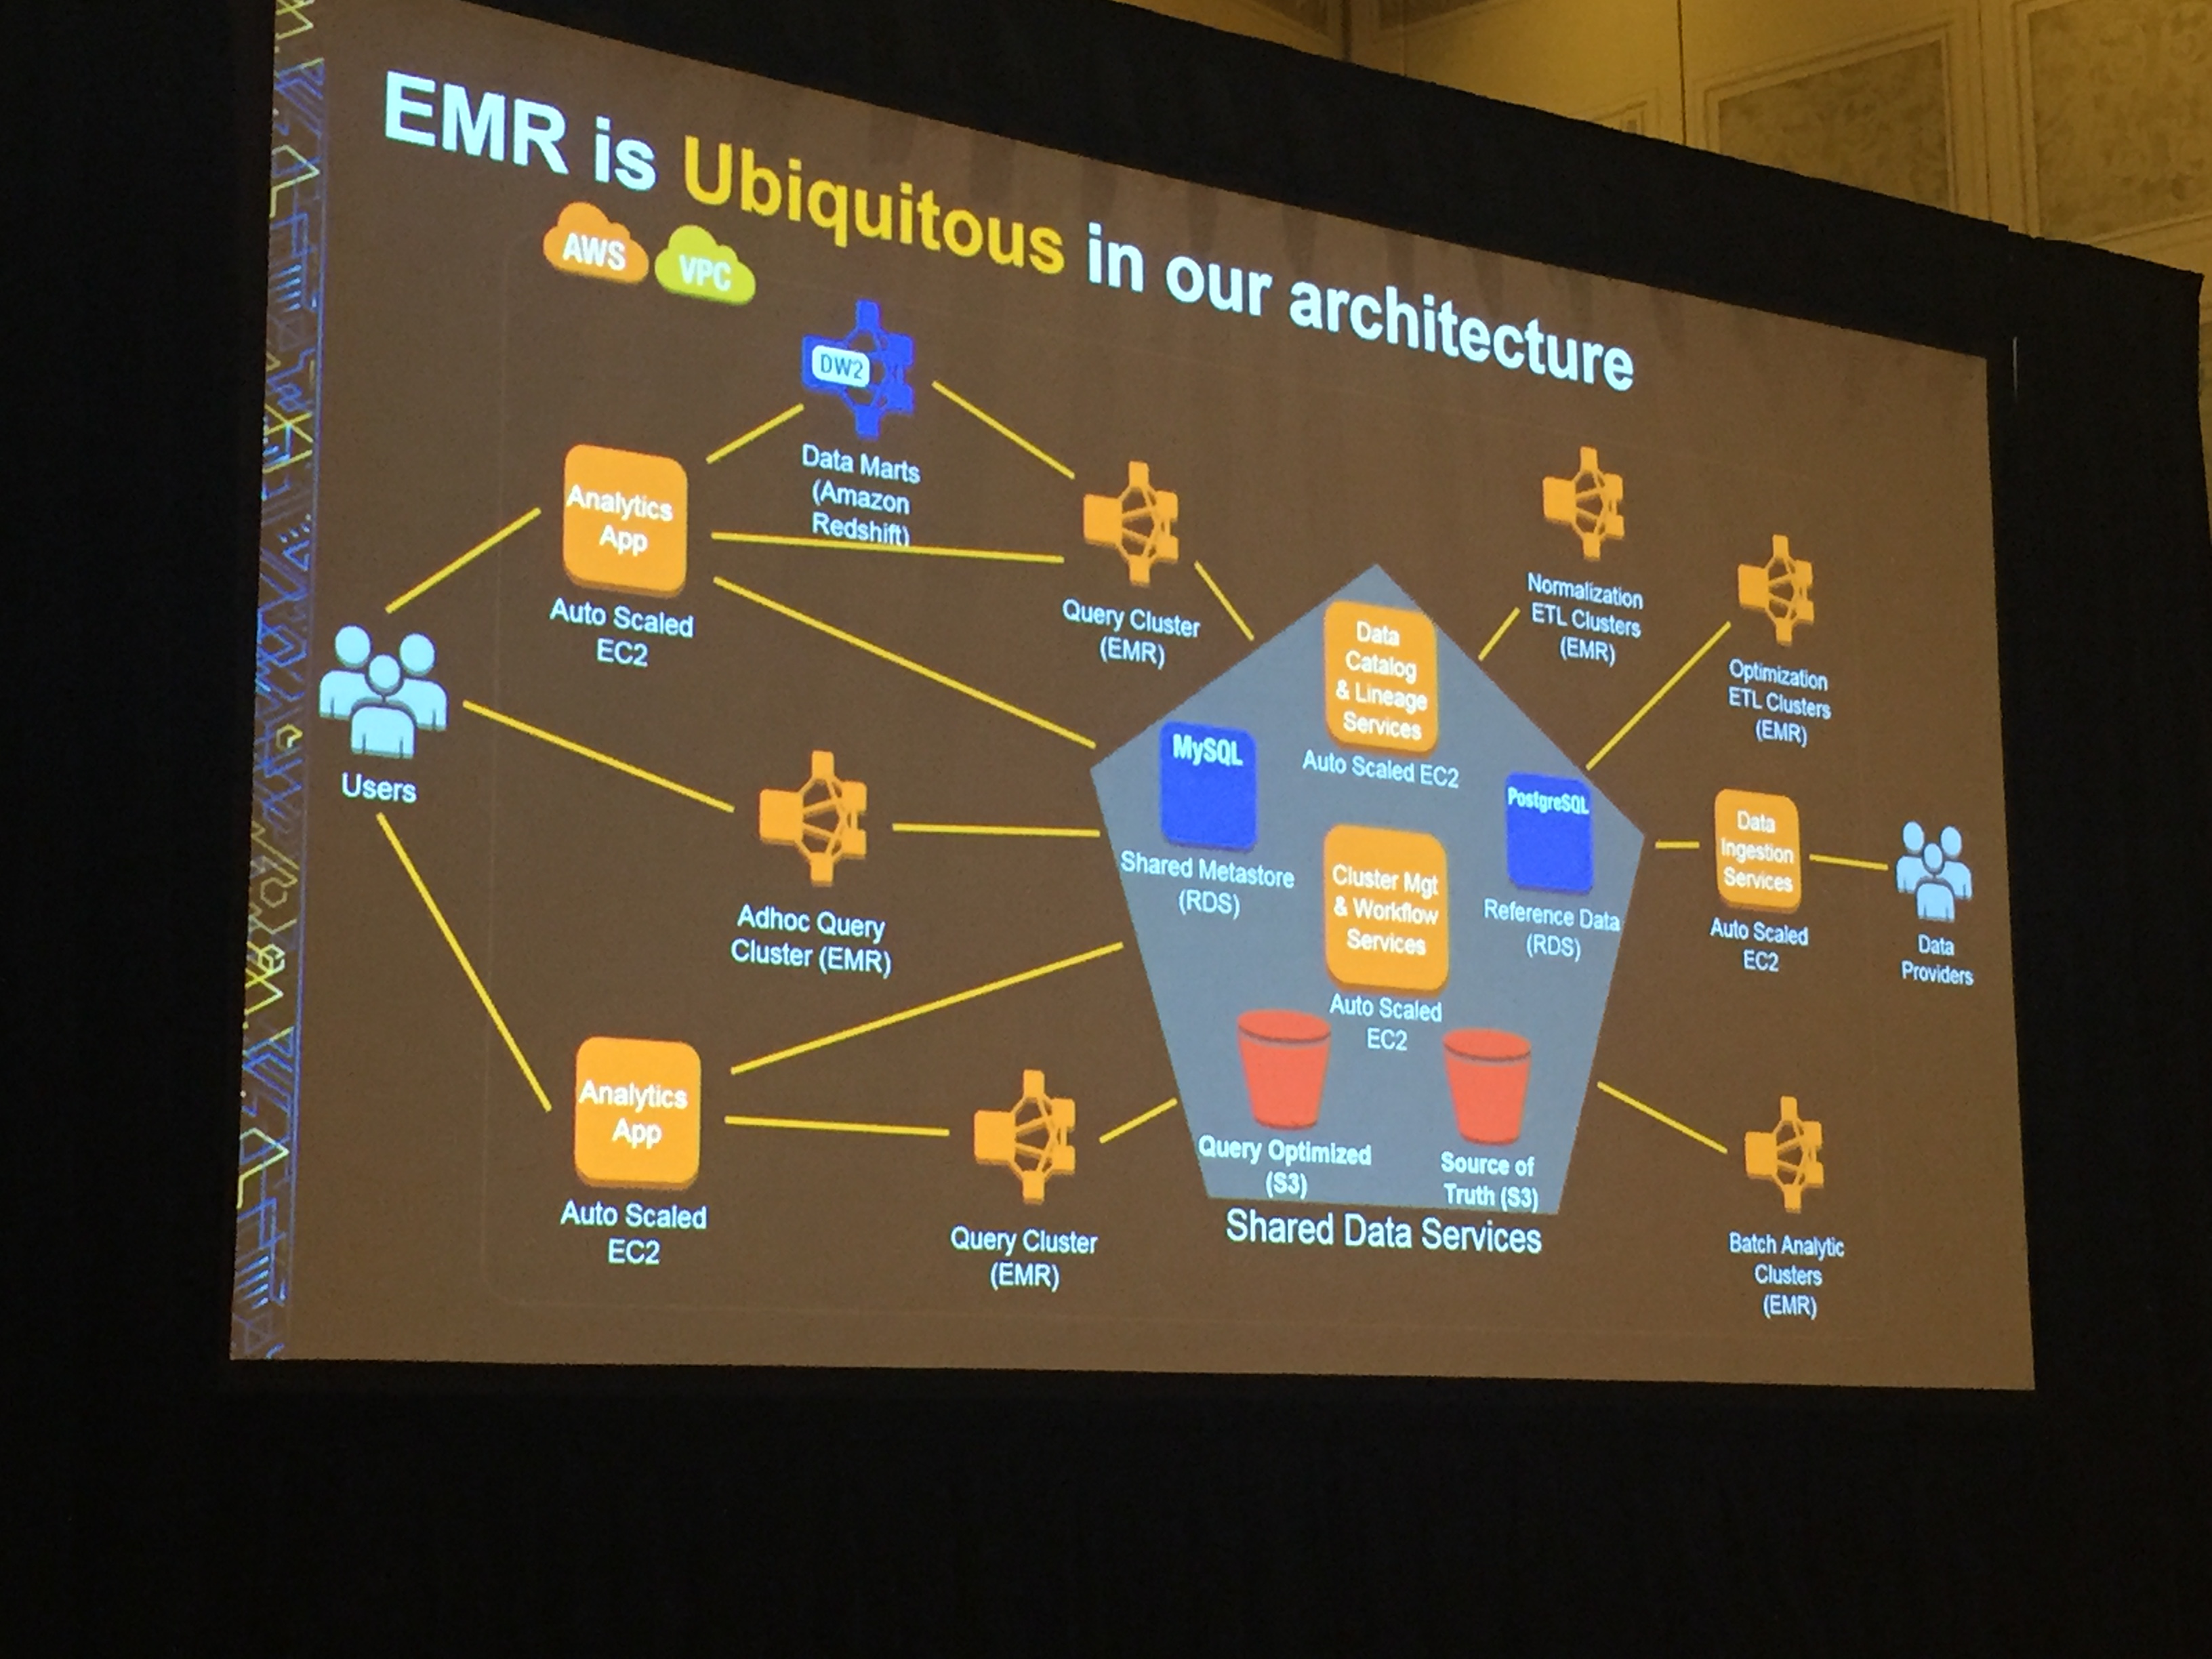 EMR is Ubiquitous in our architecture
AWS
VPC
DW2
Data Marts
(Amazon
Redshift)
Analytics
App
Auto Scaled
EC2
Query Cluster
(EMR)
Users
Adhoc Query
Cluster (EMR)
Analytics
App
Auto Scaled
EC2
Query Cluster
(EMR)
Data
Catalog
& Lineage
Services
Auto Scaled EC2
MySQL
Shared Metastore
(RDS)
Cluster Mgt
& Workflow
Services
Auto Scaled
EC2
PostgreSQL
Reference Data
(RDS)
Query Optimized
(S3)
Source of
Truth (S3)
Shared Data Services
Normalization
ETL Clusters
(EMR)
Optimization
ETL Clusters
(EMR)
Data
Ingestion
Services
Auto Scaled
EC2
Data
Providers
Batch Analytic
Clusters
(EMR)